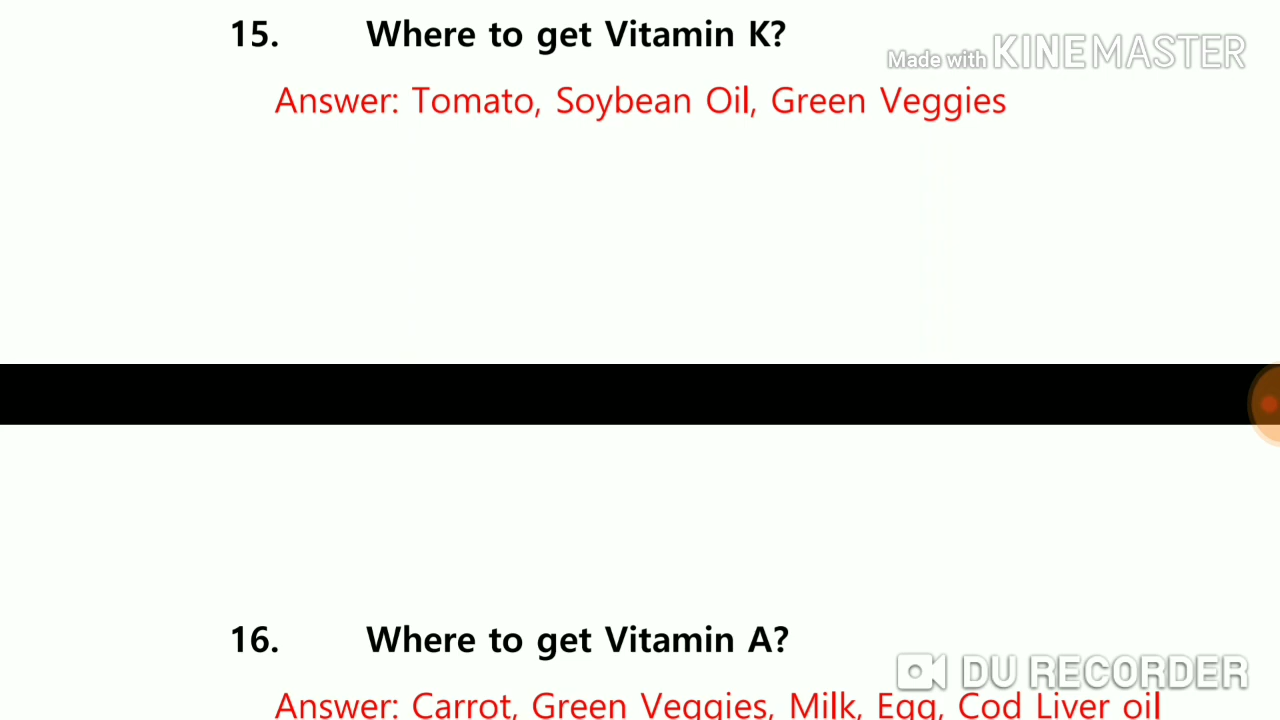 15. Where to get Vitamin K?
Made with KINEMASTER
Answer: Tomato, Soybean Oil, Green Veggies
16. Where to get Vitamin A?
DU RECORDER
Answer: Carrot, Green Veggies, Milk, Egg, Cod Liver oil